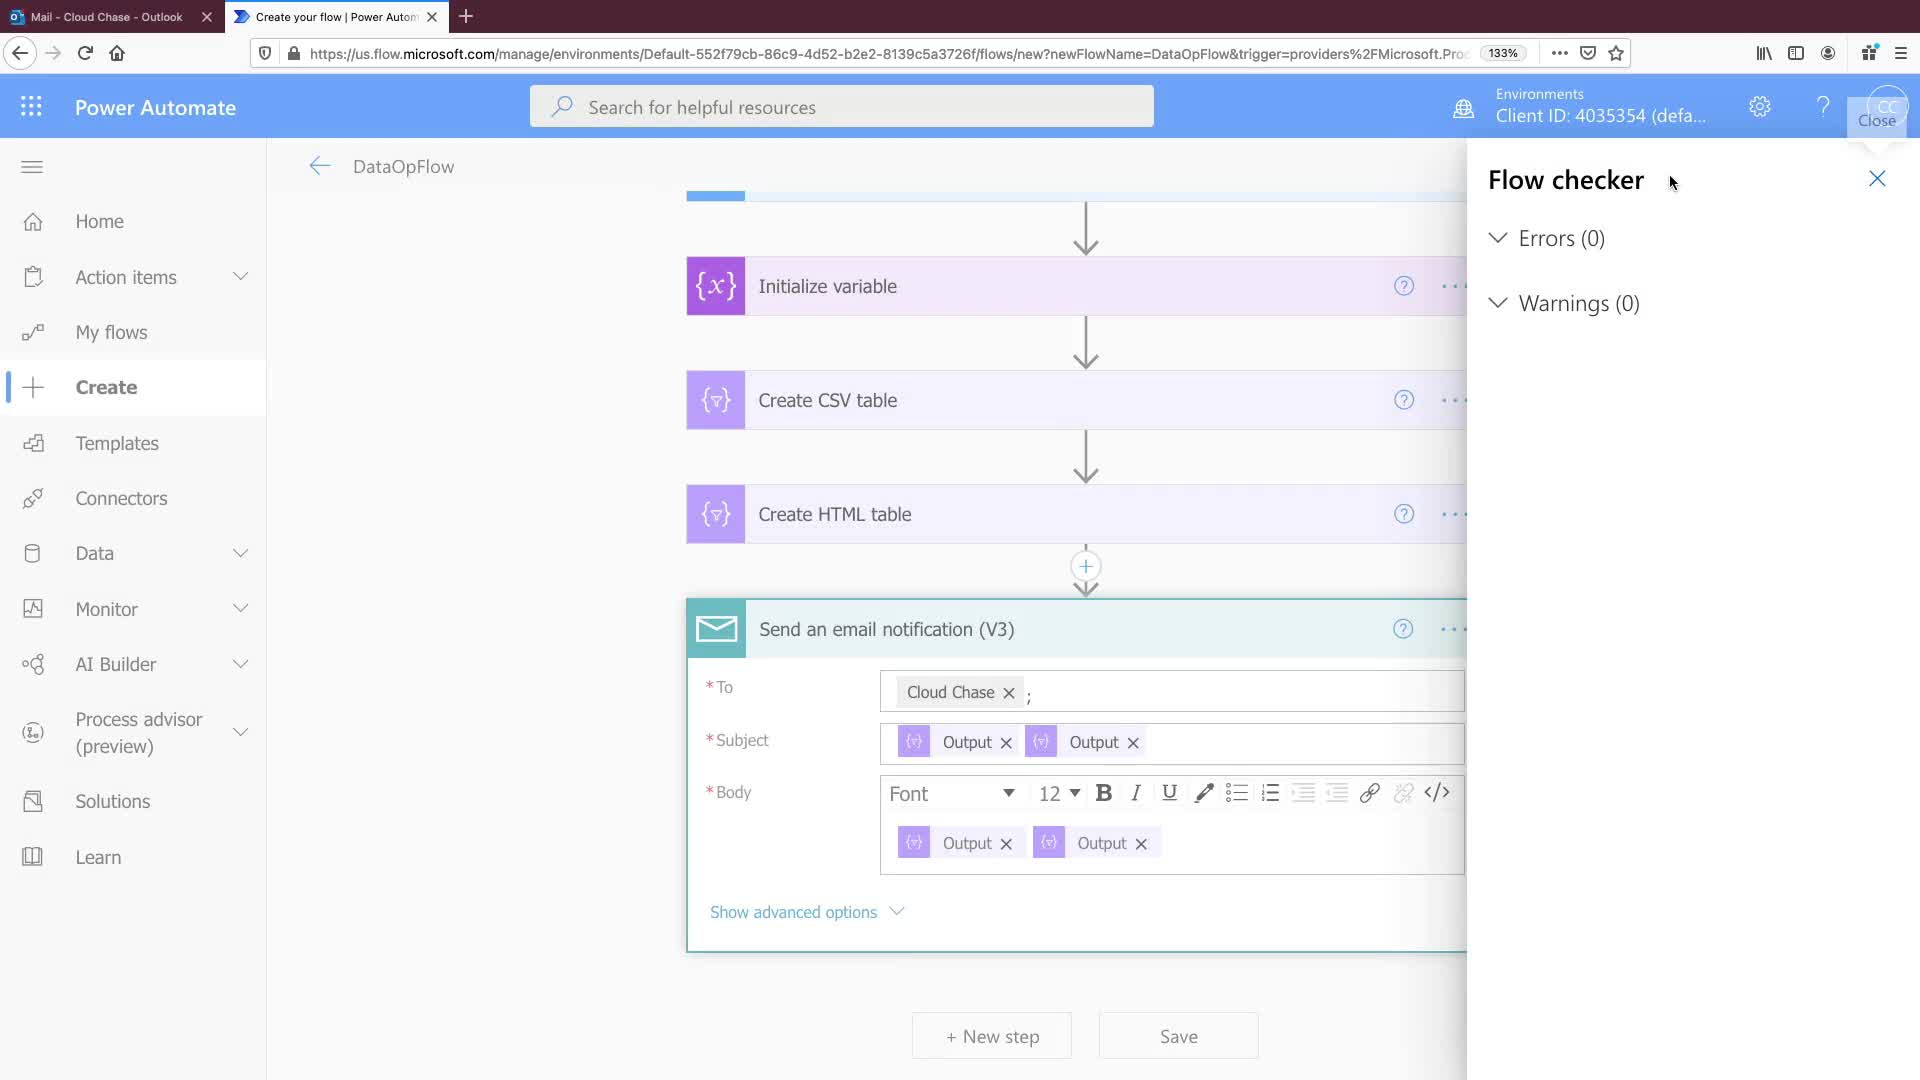 Mail - Cloud Chase - Outlook
Create your flow | Power Autom
https://us.flow.microsoft.com/manage/environments/Default-552f79cb-86c9-4d52-b2e2-8139c5a3726f/flows/new?newFlowName=DataOpFlow&trigger=providers%2FMicrosoft.Proc
133%
Power Automate
Search for helpful resources
Environments
Client ID: 4035354 (defa...
?
CC
Close
DataOpFlow
Home
Action items
My flows
Create
Templates
Connectors
Data
Monitor
AI Builder
Process advisor
(preview)
Solutions
Learn
{x} Initialize variable ?
Create CSV table ?
Create HTML table ?
Send an email notification (V3) ?
*To
Cloud Chase ;
*Subject
Output Output
*Body
Font 12 B I U </>
Output Output
Show advanced options
+ New step
Save
Flow checker
Errors (0)
Warnings (0)